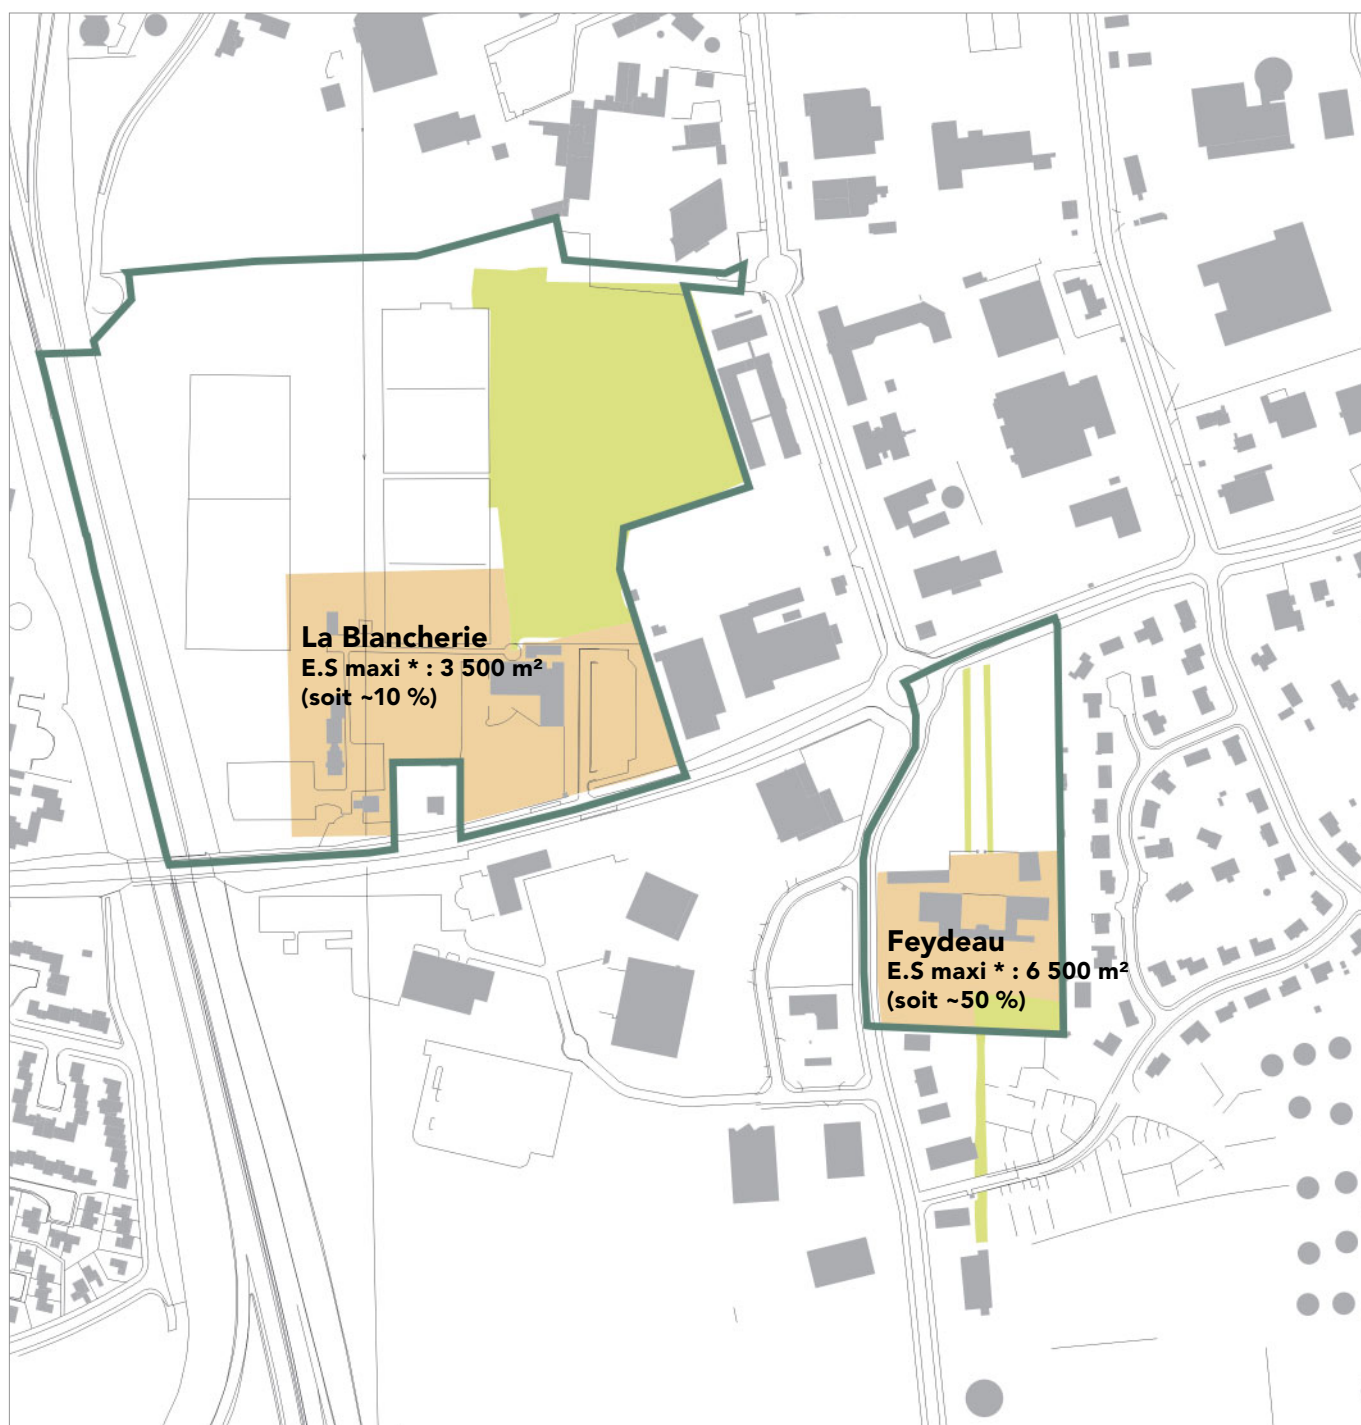 La Blancherie
E.S maxi * : 3 500 m²
(soit ~10 %)
Feydeau
E.S maxi * : 6 500 m²
(soit ~50 %)